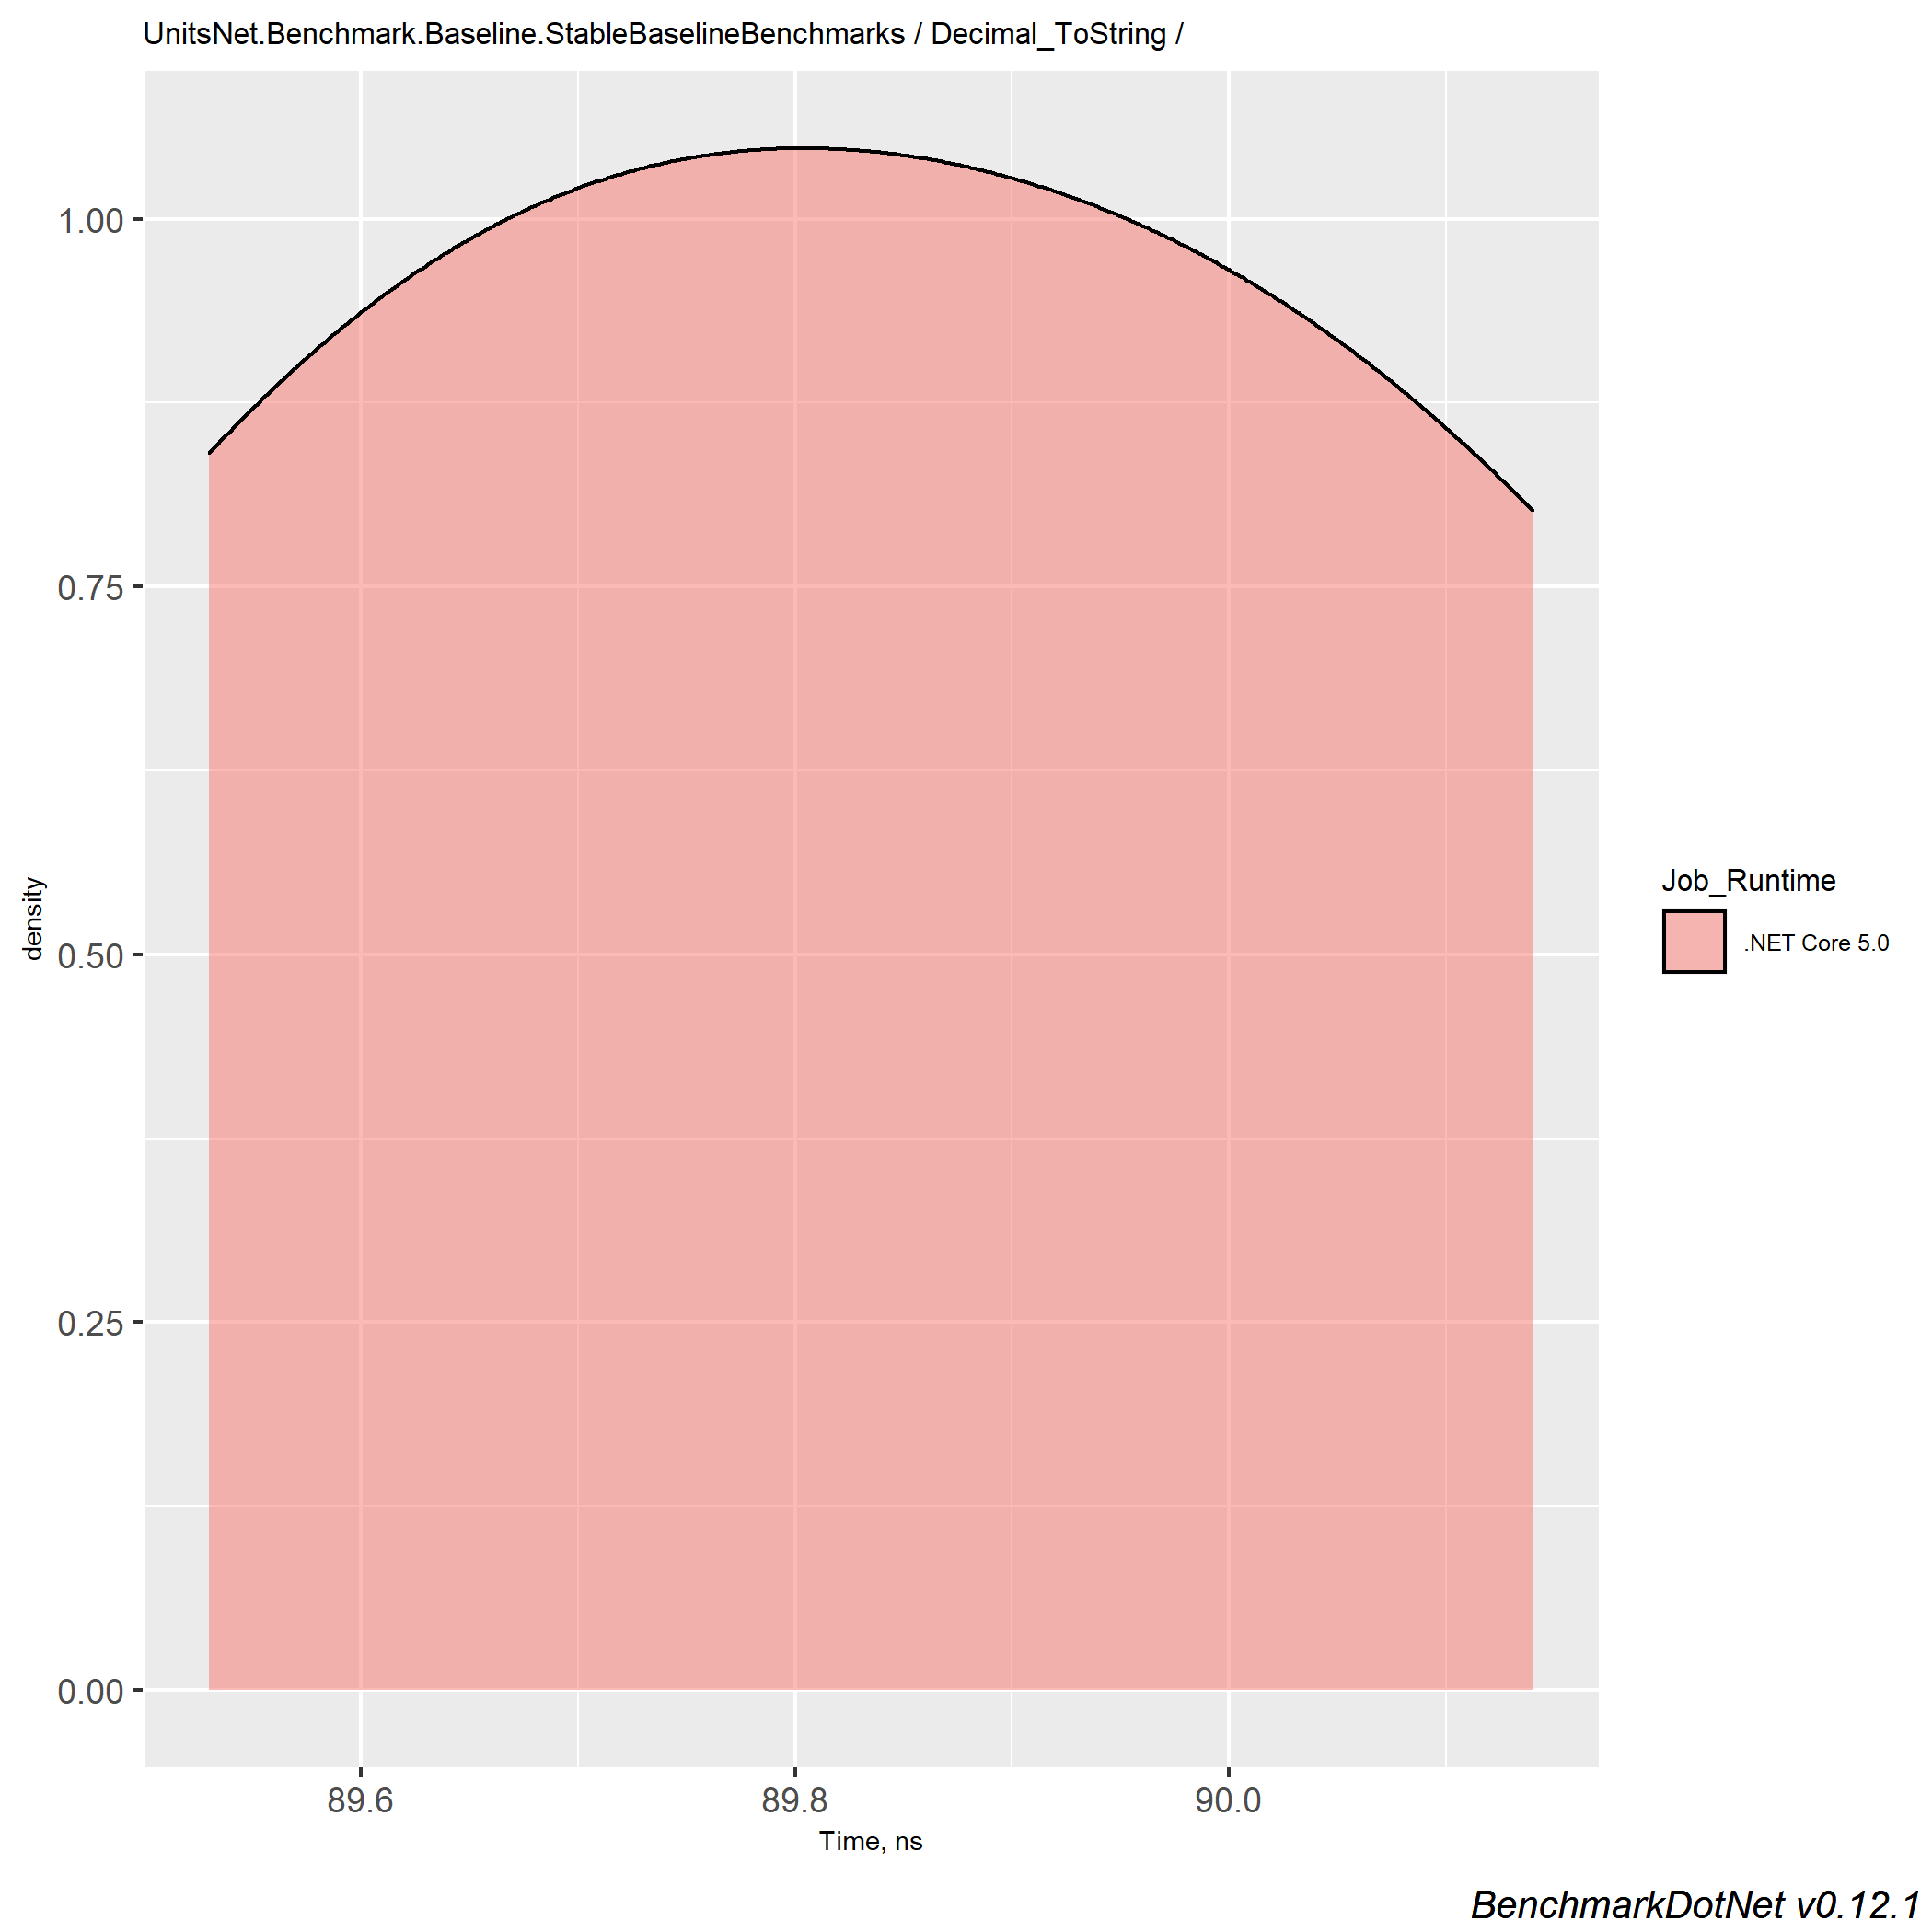 UnitsNet.Benchmark.Baseline.StableBaselineBenchmarks / Decimal_ToString /
1.00
0.75
0.50
0.25
0.00
density
89.6 89.8 90.0
Time, ns
Job_Runtime
.NET Core 5.0
BenchmarkDotNet v0.12.1